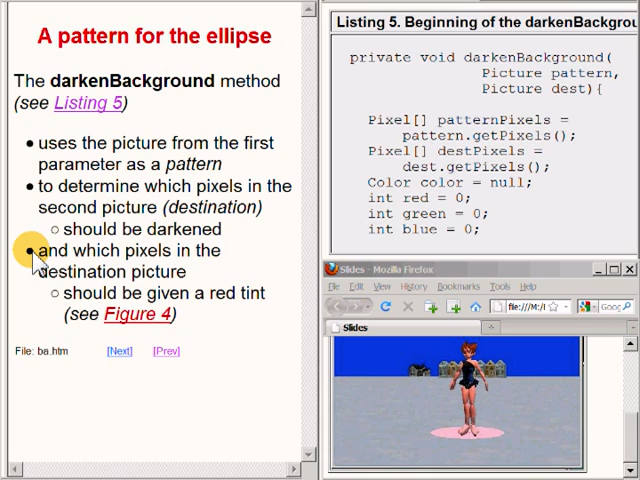 A pattern for the ellipse
The darkenBackground method
(see Listing 5)
● uses the picture from the first
parameter as a pattern
● to determine which pixels in the
second picture (destination)
○ should be darkened
● and which pixels in the
destination picture
○ should be given a red tint
(see Figure 4)
File: ba.htm [Next] [Prev]
Listing 5. Beginning of the darkenBackgrou
private void darkenBackground(
Picture pattern,
Picture dest){
Pixel[] patternPixels =
pattern.getPixels();
Pixel[] destPixels =
dest.getPixels();
Color color = null;
int red = 0;
int green = 0;
int blue = 0;
Slides - Mozilla Firefox
File Edit View History Bookmarks Tools Help
file:///M:/ Goog
Slides